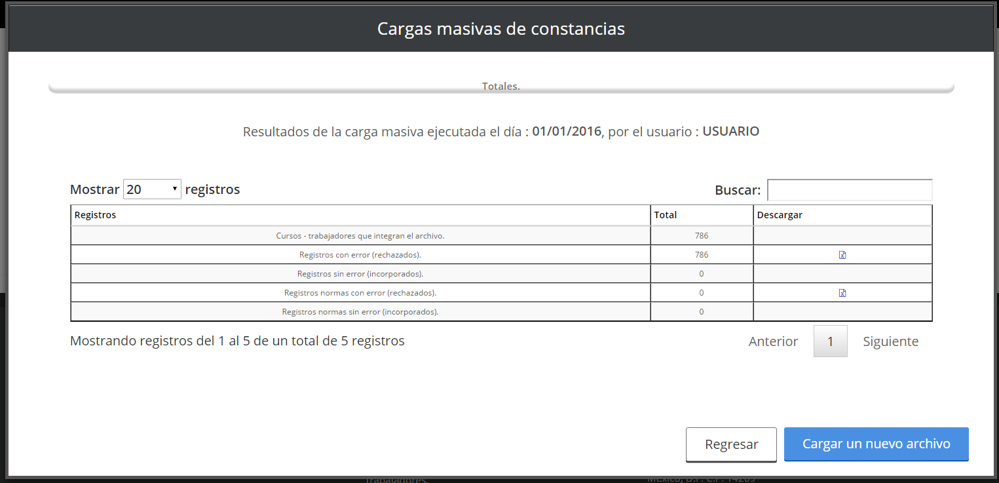 Cargas masivas de constancias
Totales.
Resultados de la carga masiva ejecutada el día : 01/01/2016, por el usuario : USUARIO
Mostrar 20 registros
Buscar:
Registros Total Descargar
Cursos - trabajadores que integran el archivo. 786
Registros con error (rechazados). 786
Registros sin error (incorporados). 0
Registros normas con error (rechazados). 0
Registros normas sin error (incorporados). 0
Mostrando registros del 1 al 5 de un total de 5 registros
Anterior 1 Siguiente
Regresar Cargar un nuevo archivo